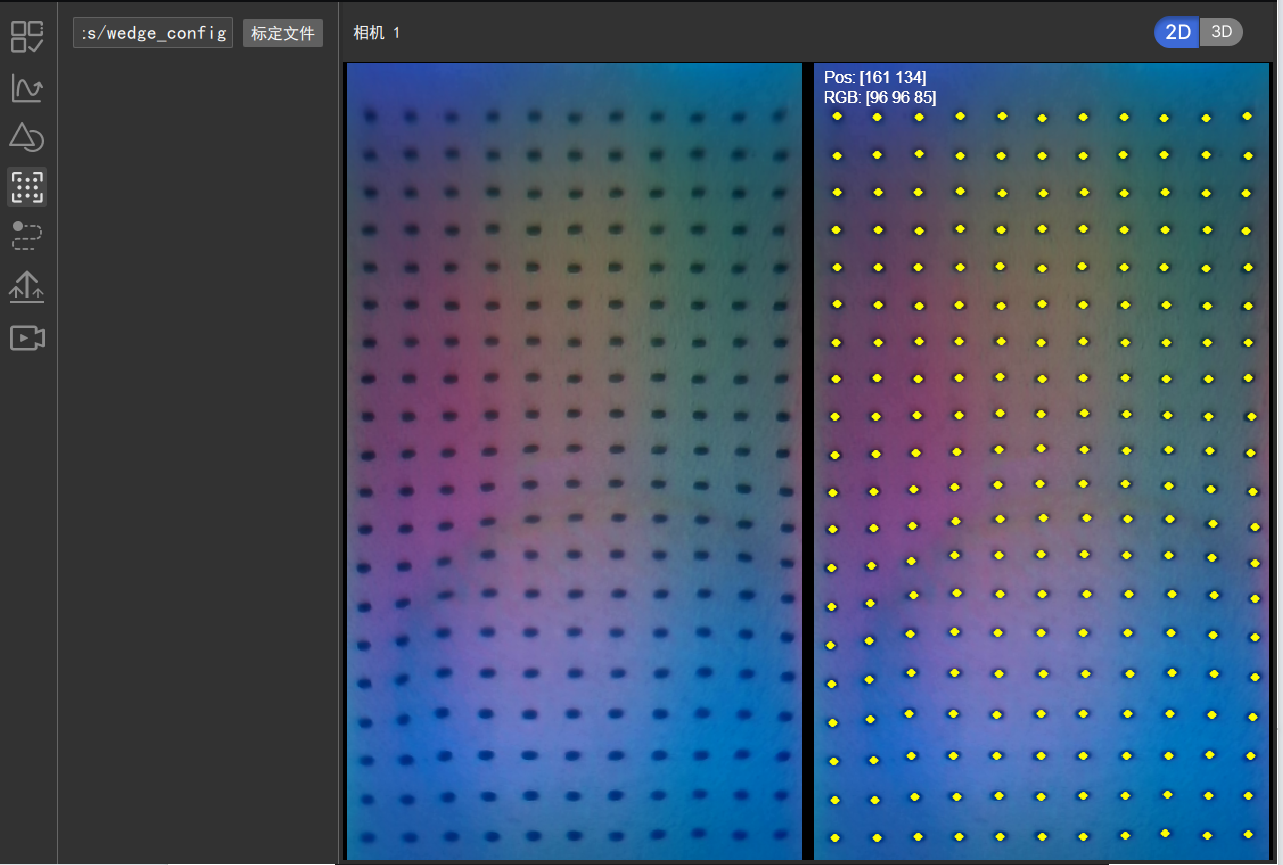 :s/wedge_config
标定文件
相机 1
2D
3D
Pos: [161 134]
RGB: [96 96 85]